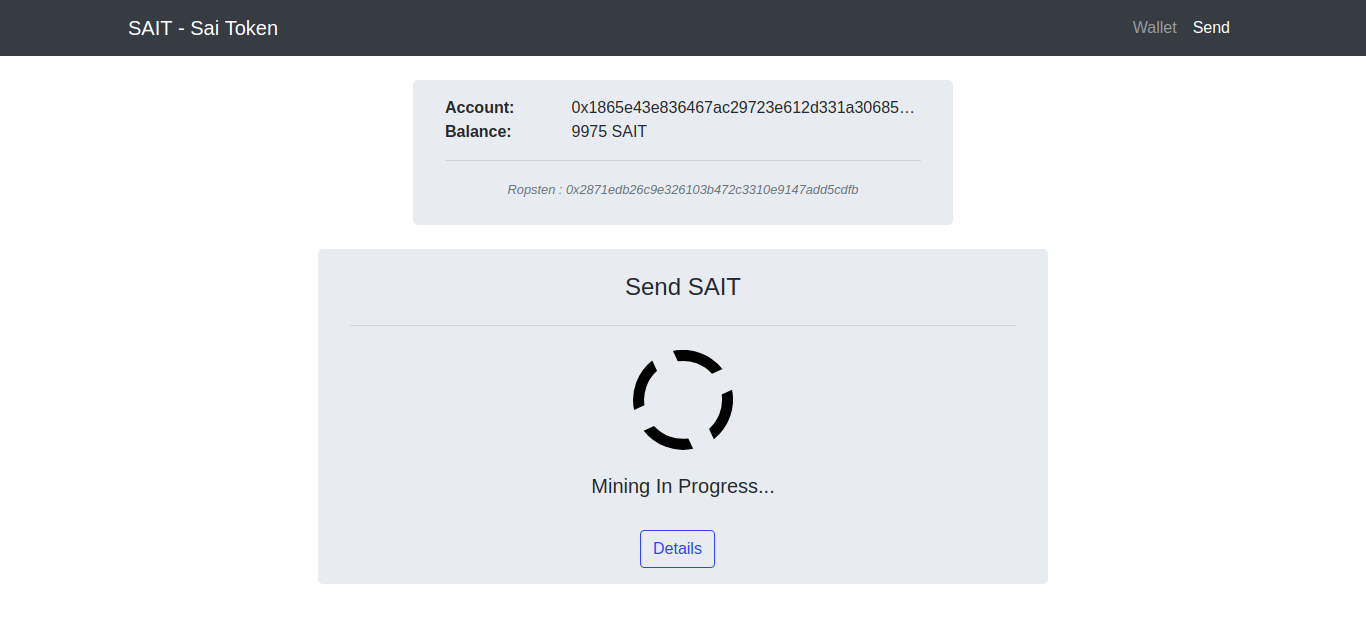 SAIT - Sai Token
Wallet Send
Account: 0x1865e43e836467ac29723e612d331a30685…
Balance: 9975 SAIT
Ropsten : 0x2871edb26c9e326103b472c3310e9147add5cdfb
Send SAIT
Mining In Progress...
Details